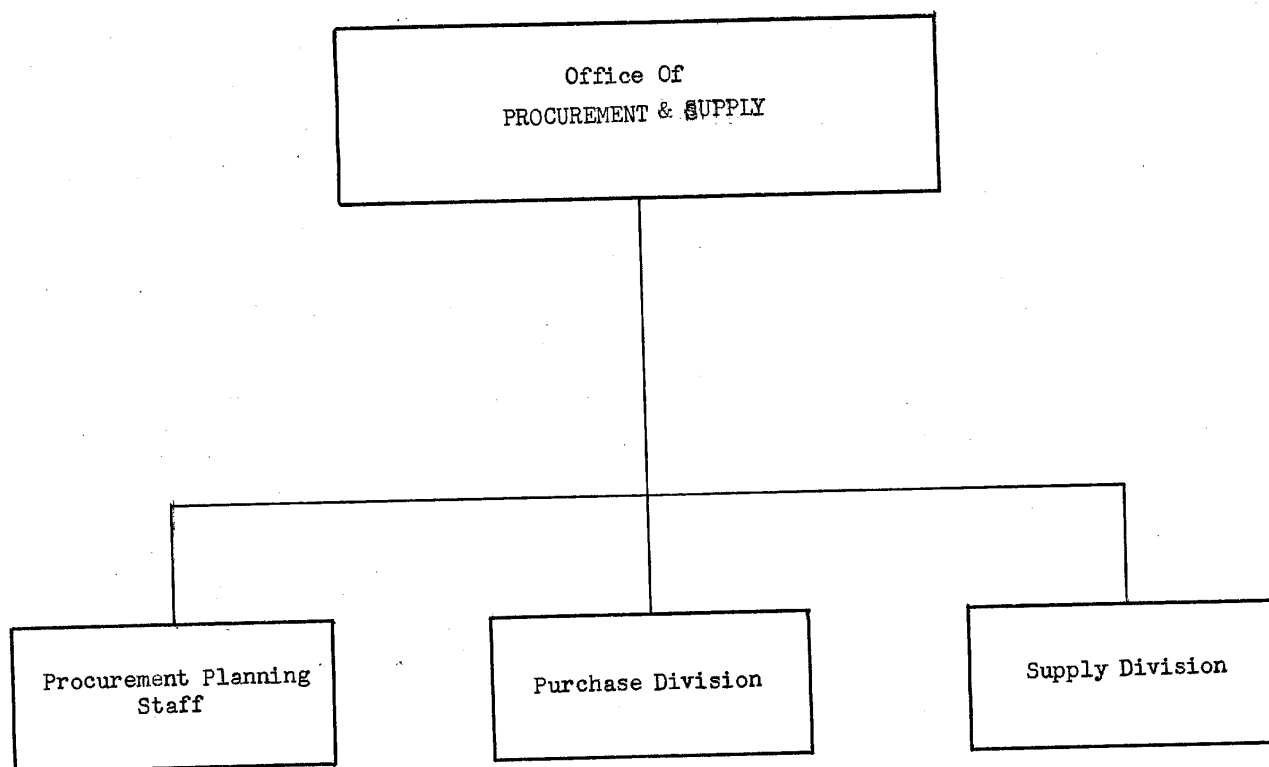 Office Of
PROCUREMENT & SUPPLY
Procurement Planning
Staff
Purchase Division
Supply Division